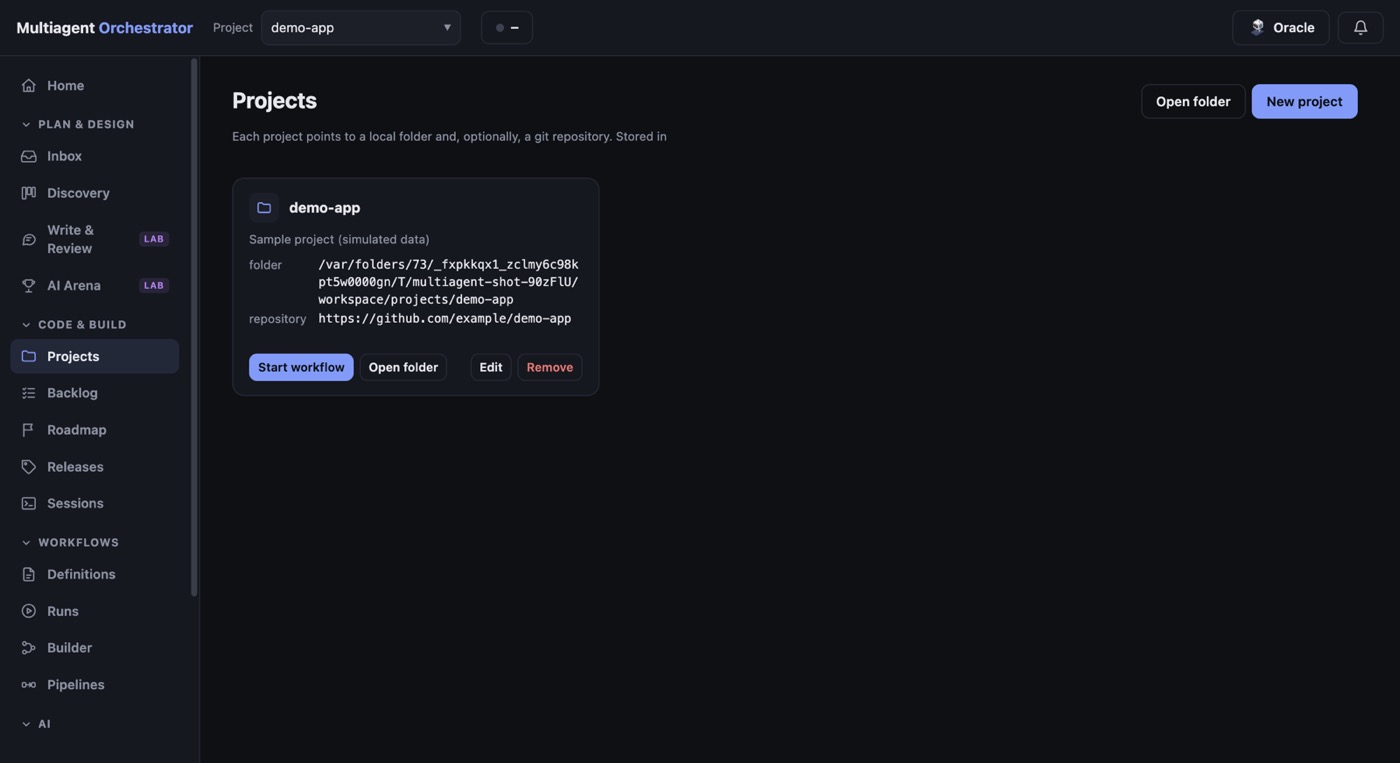 Multiagent Orchestrator
Project
demo-app
–
Oracle
Home
PLAN & DESIGN
Inbox
Discovery
Write &
Review
LAB
AI Arena
LAB
CODE & BUILD
Projects
Backlog
Roadmap
Releases
Sessions
WORKFLOWS
Definitions
Runs
Builder
Pipelines
AI
Projects
Open folder
New project
Each project points to a local folder and, optionally, a git repository. Stored in
demo-app
Sample project (simulated data)
folder
/var/folders/73/_fxpkkqx1_zclmy6c98k
pt5w0000gn/T/multiagent-shot-90zFlU/
workspace/projects/demo-app
repository
https://github.com/example/demo-app
Start workflow
Open folder
Edit
Remove